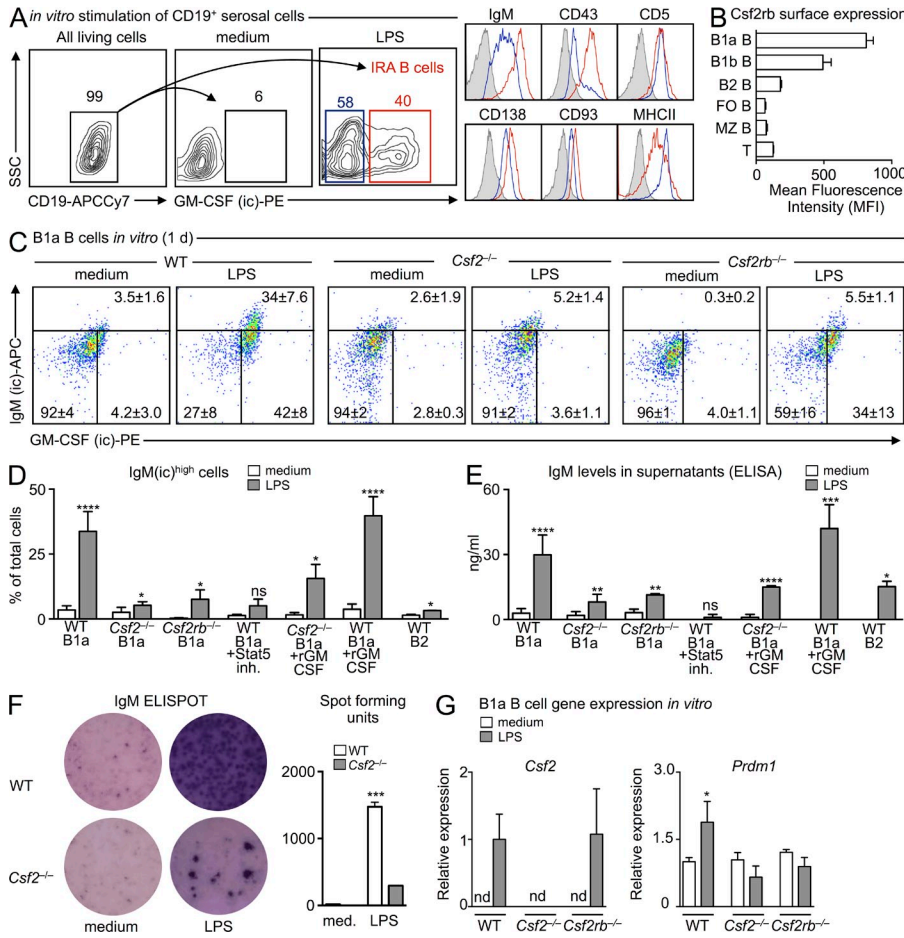 A in vitro stimulation of CD19⁺ serosal cells
All living cells
medium
LPS
IRA B cells
99
6
58
40
SSC
CD19-APCCy7
GM-CSF (ic)-PE
IgM
CD43
CD5
CD138
CD93
MHCII
B Csf2rb surface expression
B1a B
B1b B
B2 B
FO B
MZ B
T
0 500 1000
Mean Fluorescence
Intensity (MFI)
C B1a B cells in vitro (1 d)
WT
Csf2–/–
Csf2rb–/–
medium
LPS
medium
LPS
medium
LPS
3.5±1.6
34±7.6
2.6±1.9
5.2±1.4
0.3±0.2
5.5±1.1
92±4
4.2±3.0
27±8
42±8
94±2
2.8±0.3
91±2
3.6±1.1
96±1
4.0±1.1
59±16
34±13
IgM (ic)-APC
GM-CSF (ic)-PE
D IgM(ic)high cells
medium
LPS
% of total cells
50
25
0
****
*
*
ns
*
****
*
WT
B1a
Csf2–/–
B1a
Csf2rb–/–
B1a
WT
B1a
+Stat5
inh.
Csf2–/–
B1a
+rGM
CSF
WT
B1a
+rGM
CSF
WT
B2
E IgM levels in supernatants (ELISA)
medium
LPS
ng/ml
60
30
0
****
**
**
ns
****
***
*
WT
B1a
Csf2–/–
B1a
Csf2rb–/–
B1a
WT
B1a
+Stat5
inh.
Csf2–/–
B1a
+rGM
CSF
WT
B1a
+rGM
CSF
WT
B2
F IgM ELISPOT
WT
Csf2–/–
medium
LPS
Spot forming
units
WT
Csf2–/–
2000
1000
0
***
med.
LPS
G B1a B cell gene expression in vitro
medium
LPS
Csf2
Relative expression
2
1
0
nd
nd
nd
WT
Csf2–/–
Csf2rb–/–
Prdm1
Relative expression
3.0
1.5
0
*
WT
Csf2–/–
Csf2rb–/–